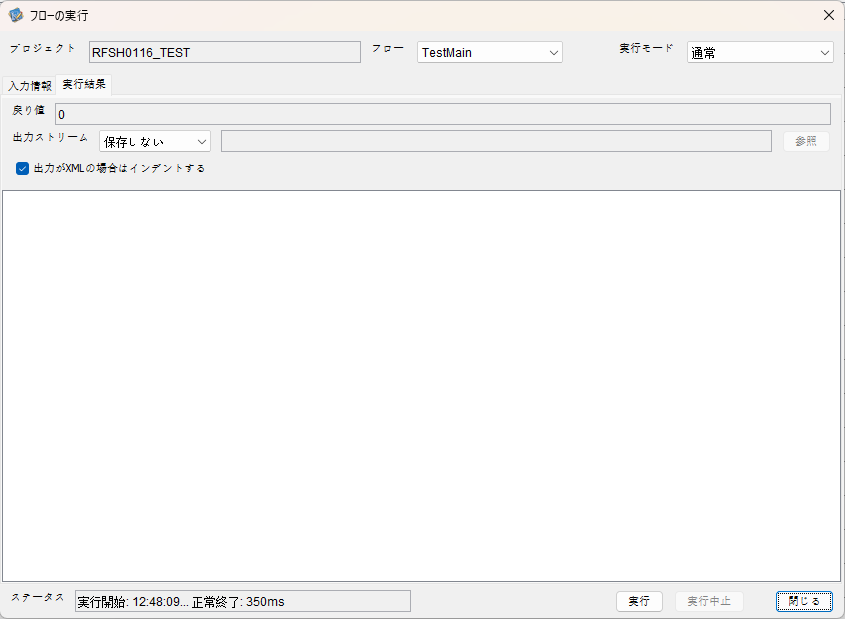 フローの実行
プロジェクト RFSH0116_TEST フロー TestMain 実行モード 通常
入力情報 実行結果
戻り値 0
出力ストリーム 保存しない 参照
出力がXMLの場合はインデントする
ステータス 実行開始: 12:48:09... 正常終了: 350ms 実行 実行中止 閉じる